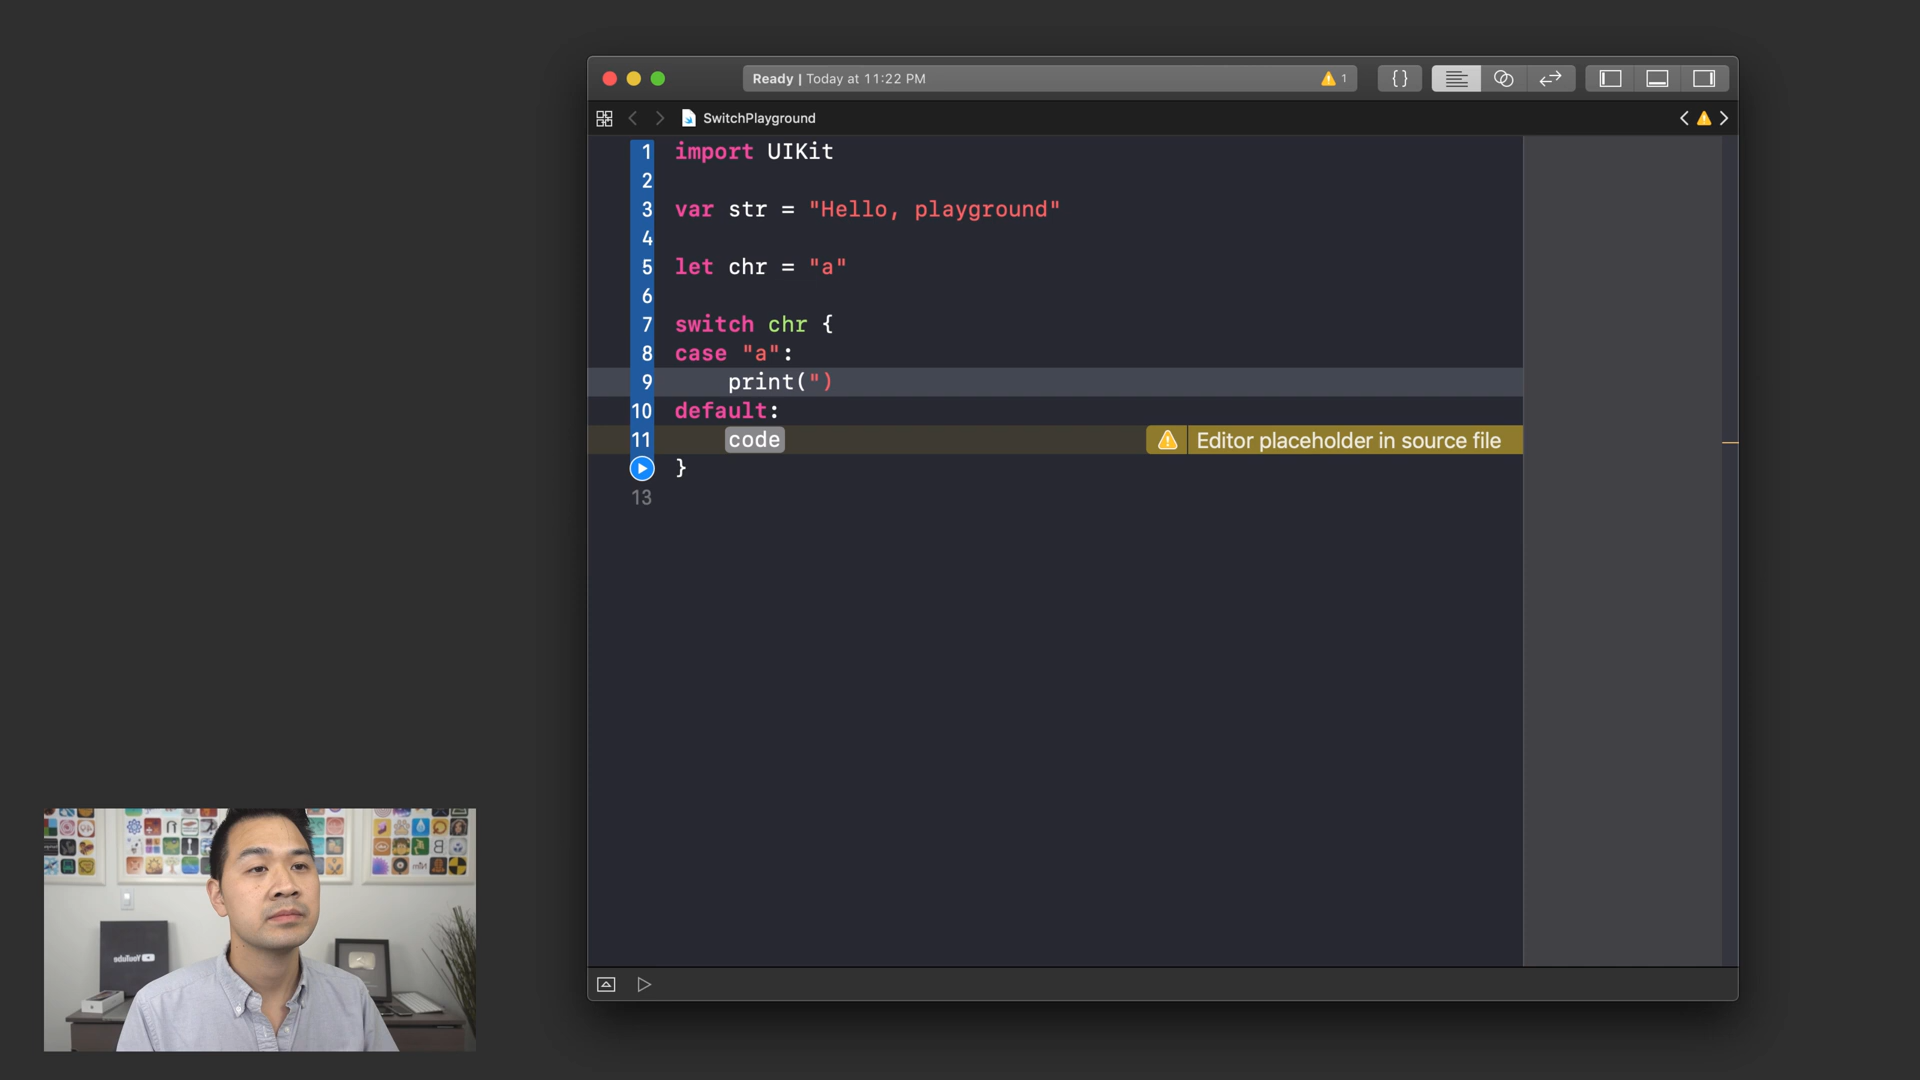 Ready | Today at 11:22 PM
1
{}
SwitchPlayground
1 import UIKit
2
3 var str = "Hello, playground"
4
5 let chr = "a"
6
7 switch chr {
8 case "a":
9 print(")
10 default:
11 code
Editor placeholder in source file
}
13
YouTube